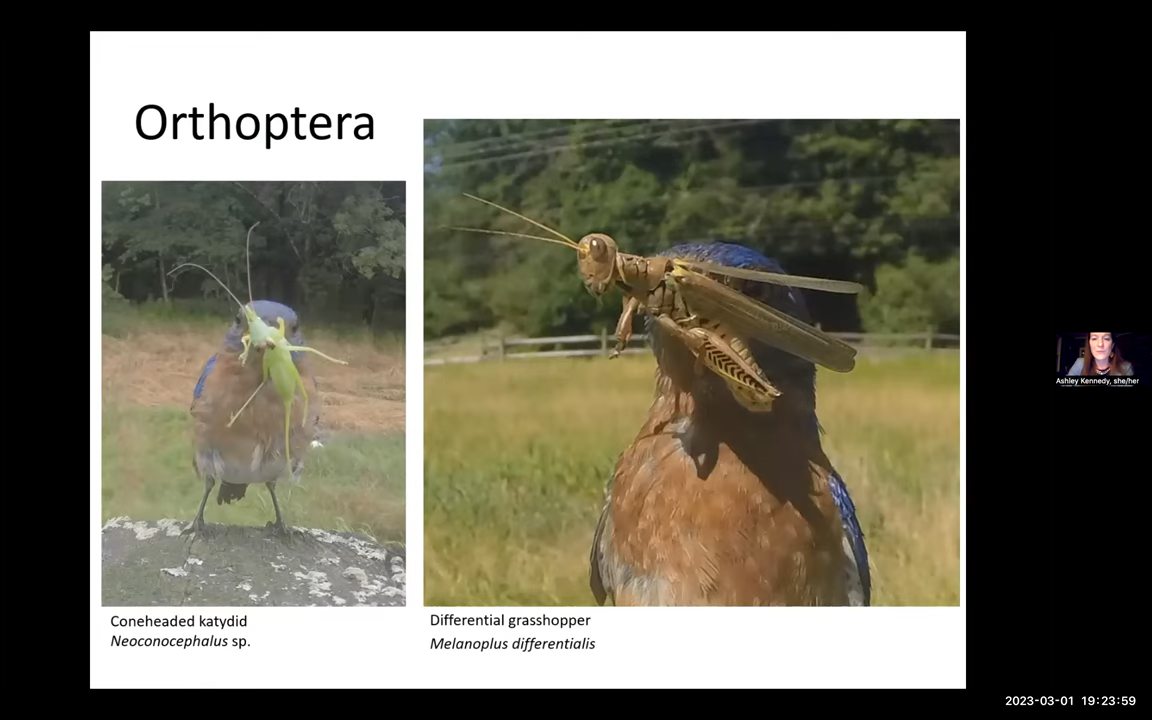 Orthoptera
Coneheaded katydid
Neoconocephalus sp.
Differential grasshopper
Melanoplus differentialis
Ashley Kennedy, she/her
2023-03-01 19:23:59